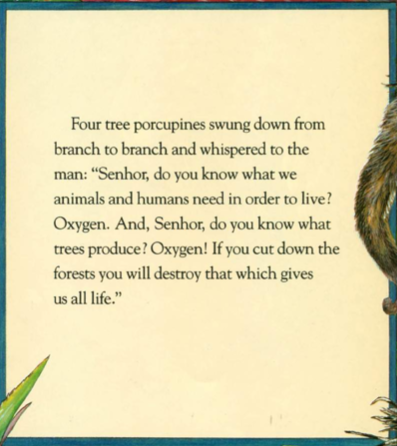 Four tree porcupines swung down from
branch to branch and whispered to the
man: “Senhor, do you know what we
animals and humans need in order to live?
Oxygen. And, Senhor, do you know what
trees produce? Oxygen! If you cut down the
forests you will destroy that which gives
us all life.”